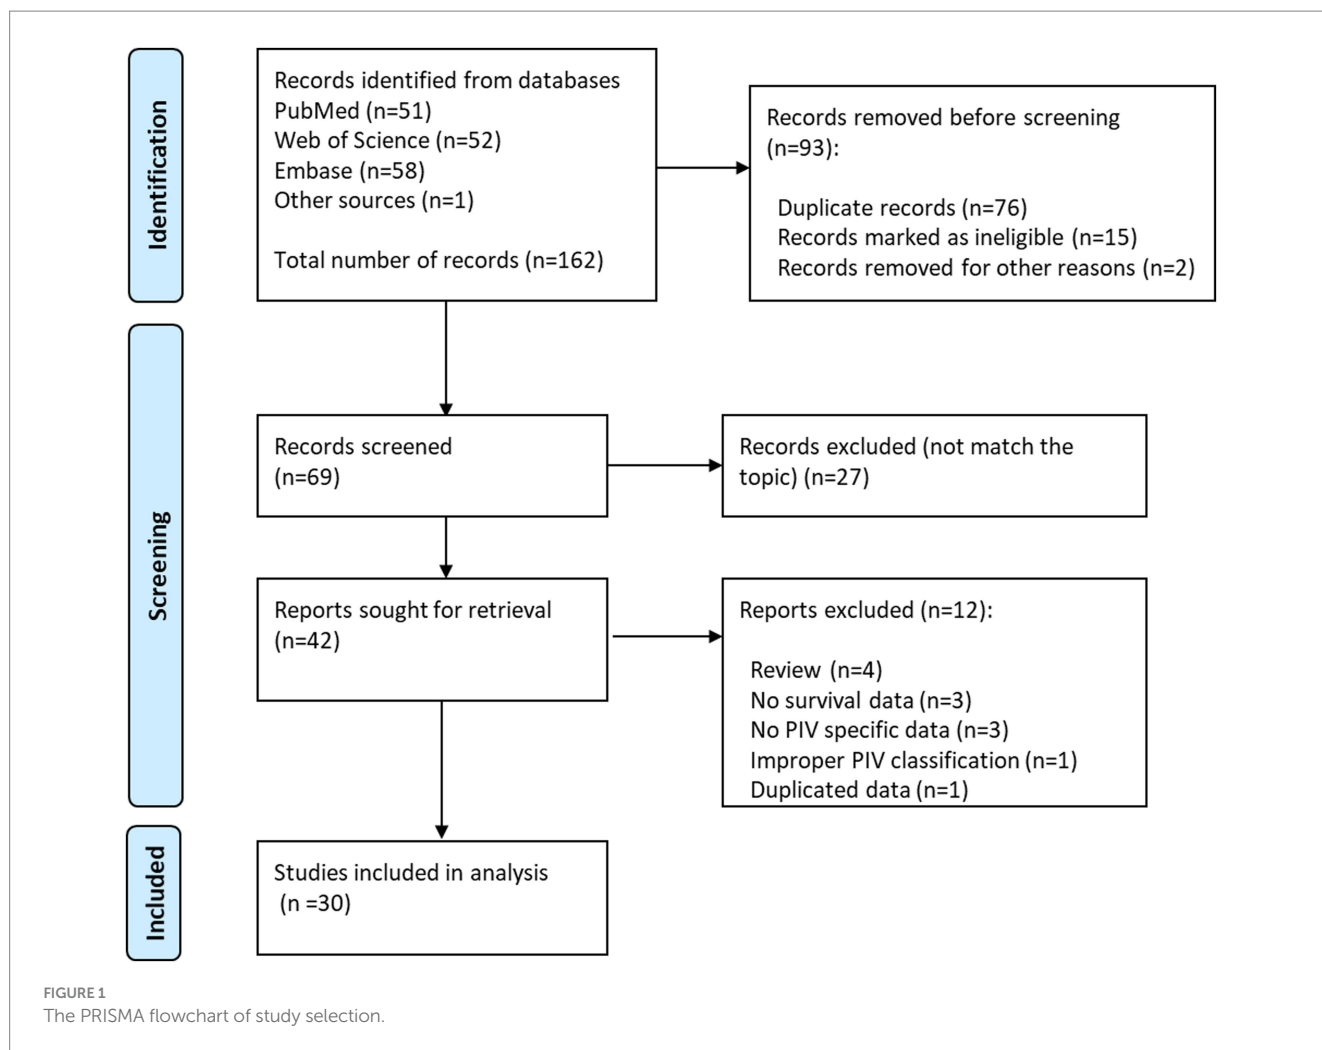 Identification
Records identified from databases
PubMed (n=51)
Web of Science (n=52)
Embase (n=58)
Other sources (n=1)
Total number of records (n=162)
Records removed before screening
(n=93):
Duplicate records (n=76)
Records marked as ineligible (n=15)
Records removed for other reasons (n=2)
Screening
Records screened
(n=69)
Records excluded (not match the
topic) (n=27)
Reports sought for retrieval
(n=42)
Reports excluded (n=12):
Review (n=4)
No survival data (n=3)
No PIV specific data (n=3)
Improper PIV classification (n=1)
Duplicated data (n=1)
Included
Studies included in analysis
(n =30)
FIGURE 1
The PRISMA flowchart of study selection.